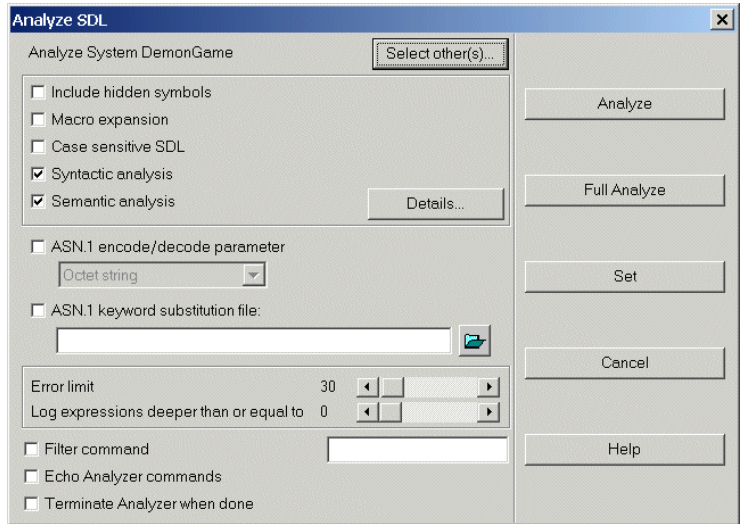 Analyze SDL
Analyze System DemonGame
Select other(s)...
Include hidden symbols
Macro expansion
Case sensitive SDL
Syntactic analysis
Semantic analysis
Details...
ASN.1 encode/decode parameter
Octet string
ASN.1 keyword substitution file:
Error limit 30
Log expressions deeper than or equal to 0
Filter command
Echo Analyzer commands
Terminate Analyzer when done
Analyze
Full Analyze
Set
Cancel
Help